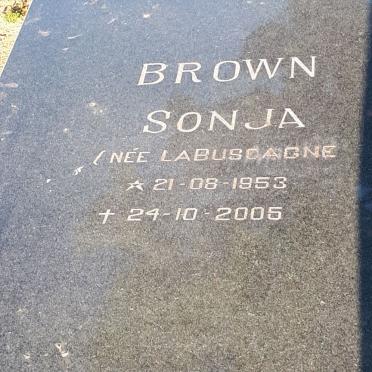 BROWN
SONJA
(NÉE LABUSCAGNE
☆ 21-08-1953
✝ 24-10-2005